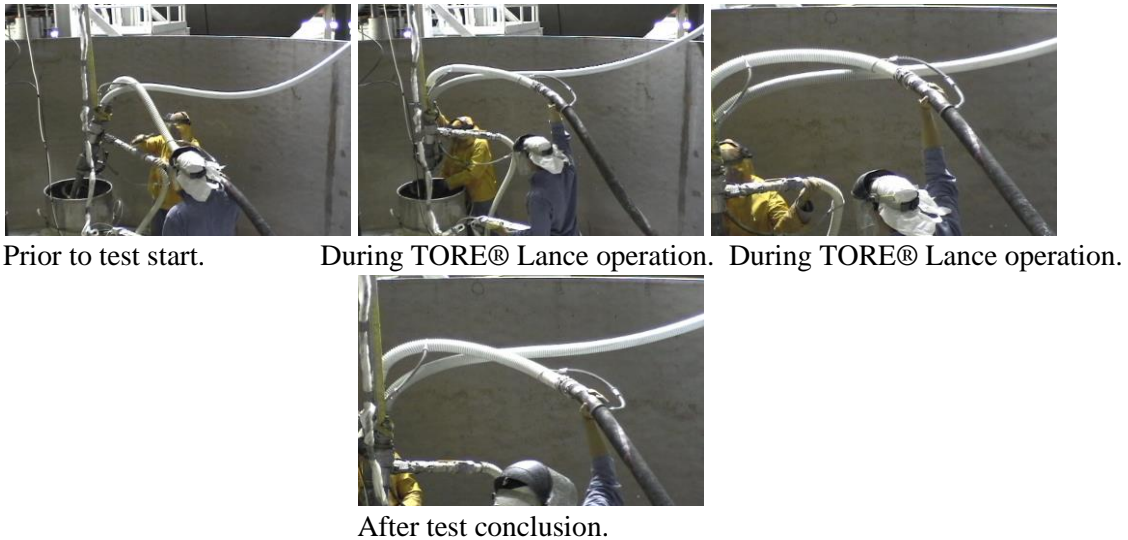 Prior to test start.
During TORE® Lance operation.
During TORE® Lance operation.
After test conclusion.